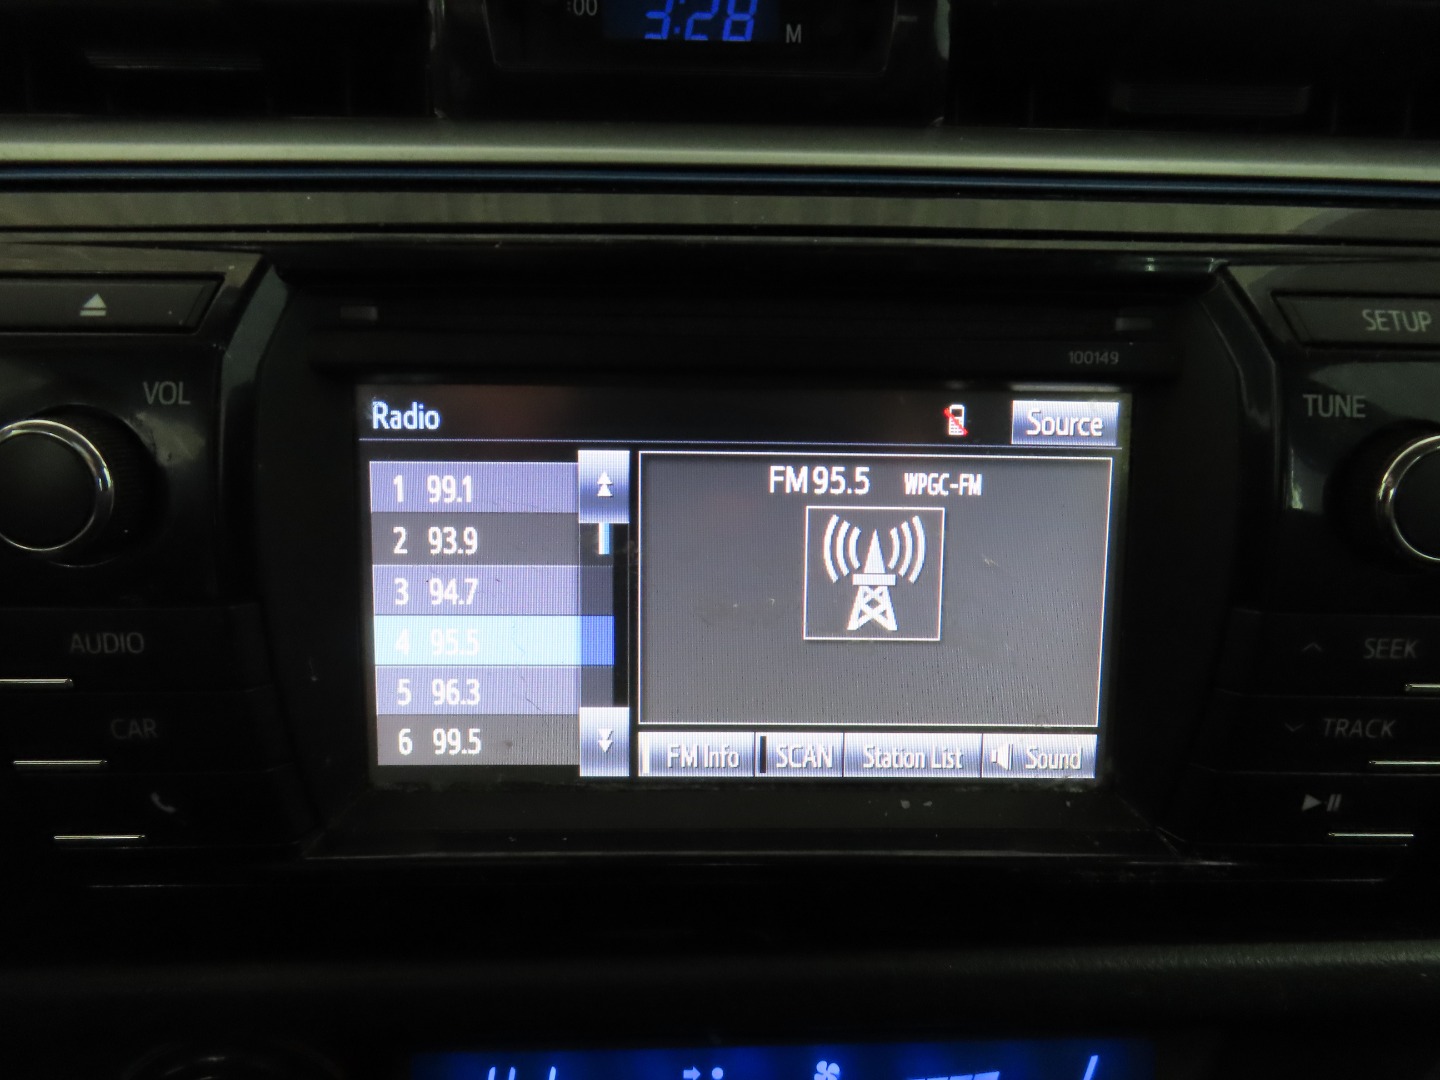 :00
3:28
M
SETUP
100149
VOL
TUNE
Radio
Source
1 99.1
2 93.9
3 94.7
4 95.5
5 96.3
6 99.5
FM 95.5 WPGC-FM
FM Info
SCAN
Station List
Sound
AUDIO
CAR
SEEK
TRACK